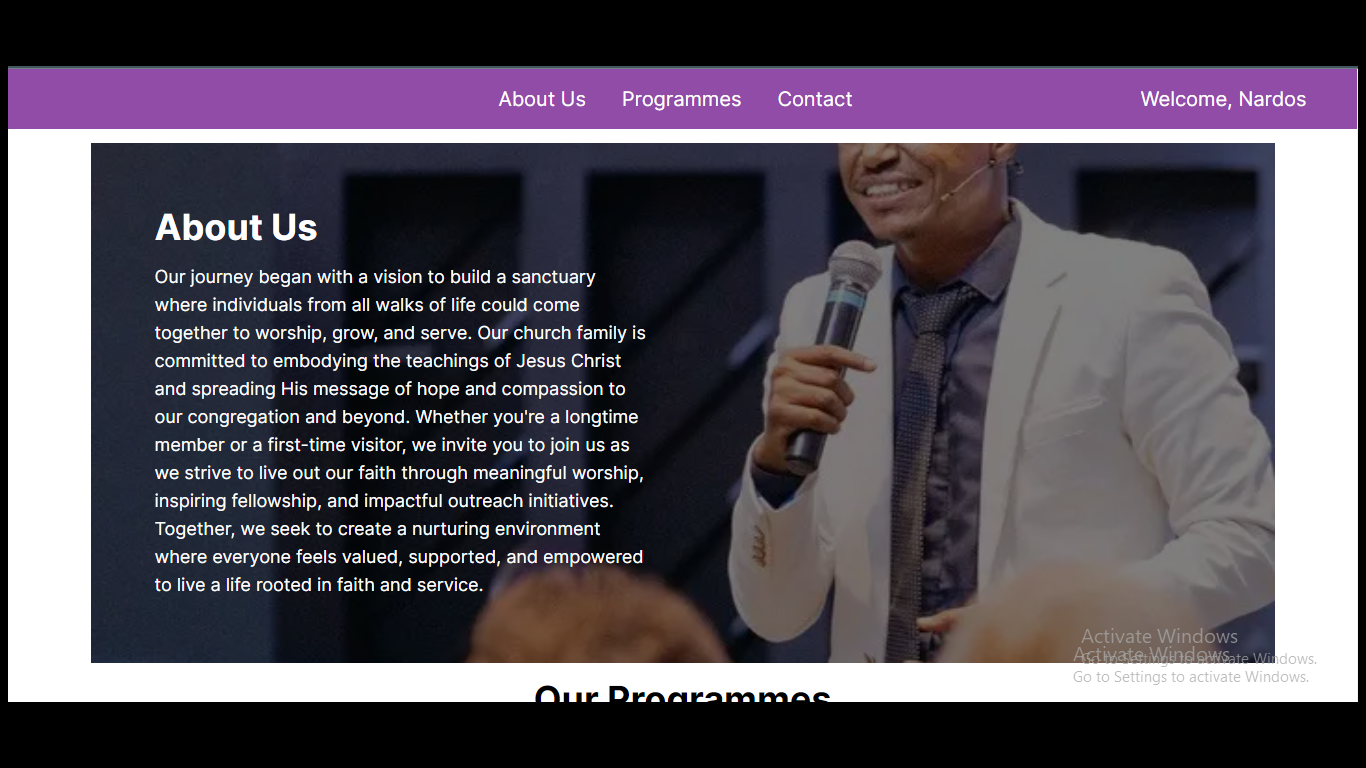 About Us
Programmes
Contact
Welcome, Nardos
About Us
Our journey began with a vision to build a sanctuary
where individuals from all walks of life could come
together to worship, grow, and serve. Our church family is
committed to embodying the teachings of Jesus Christ
and spreading His message of hope and compassion to
our congregation and beyond. Whether you're a longtime
member or a first-time visitor, we invite you to join us as
we strive to live out our faith through meaningful worship,
inspiring fellowship, and impactful outreach initiatives.
Together, we seek to create a nurturing environment
where everyone feels valued, supported, and empowered
to live a life rooted in faith and service.
Activate Windows
Go to Settings to activate Windows.
Activate Windows
Go to Settings to activate Windows.
Our Programmes